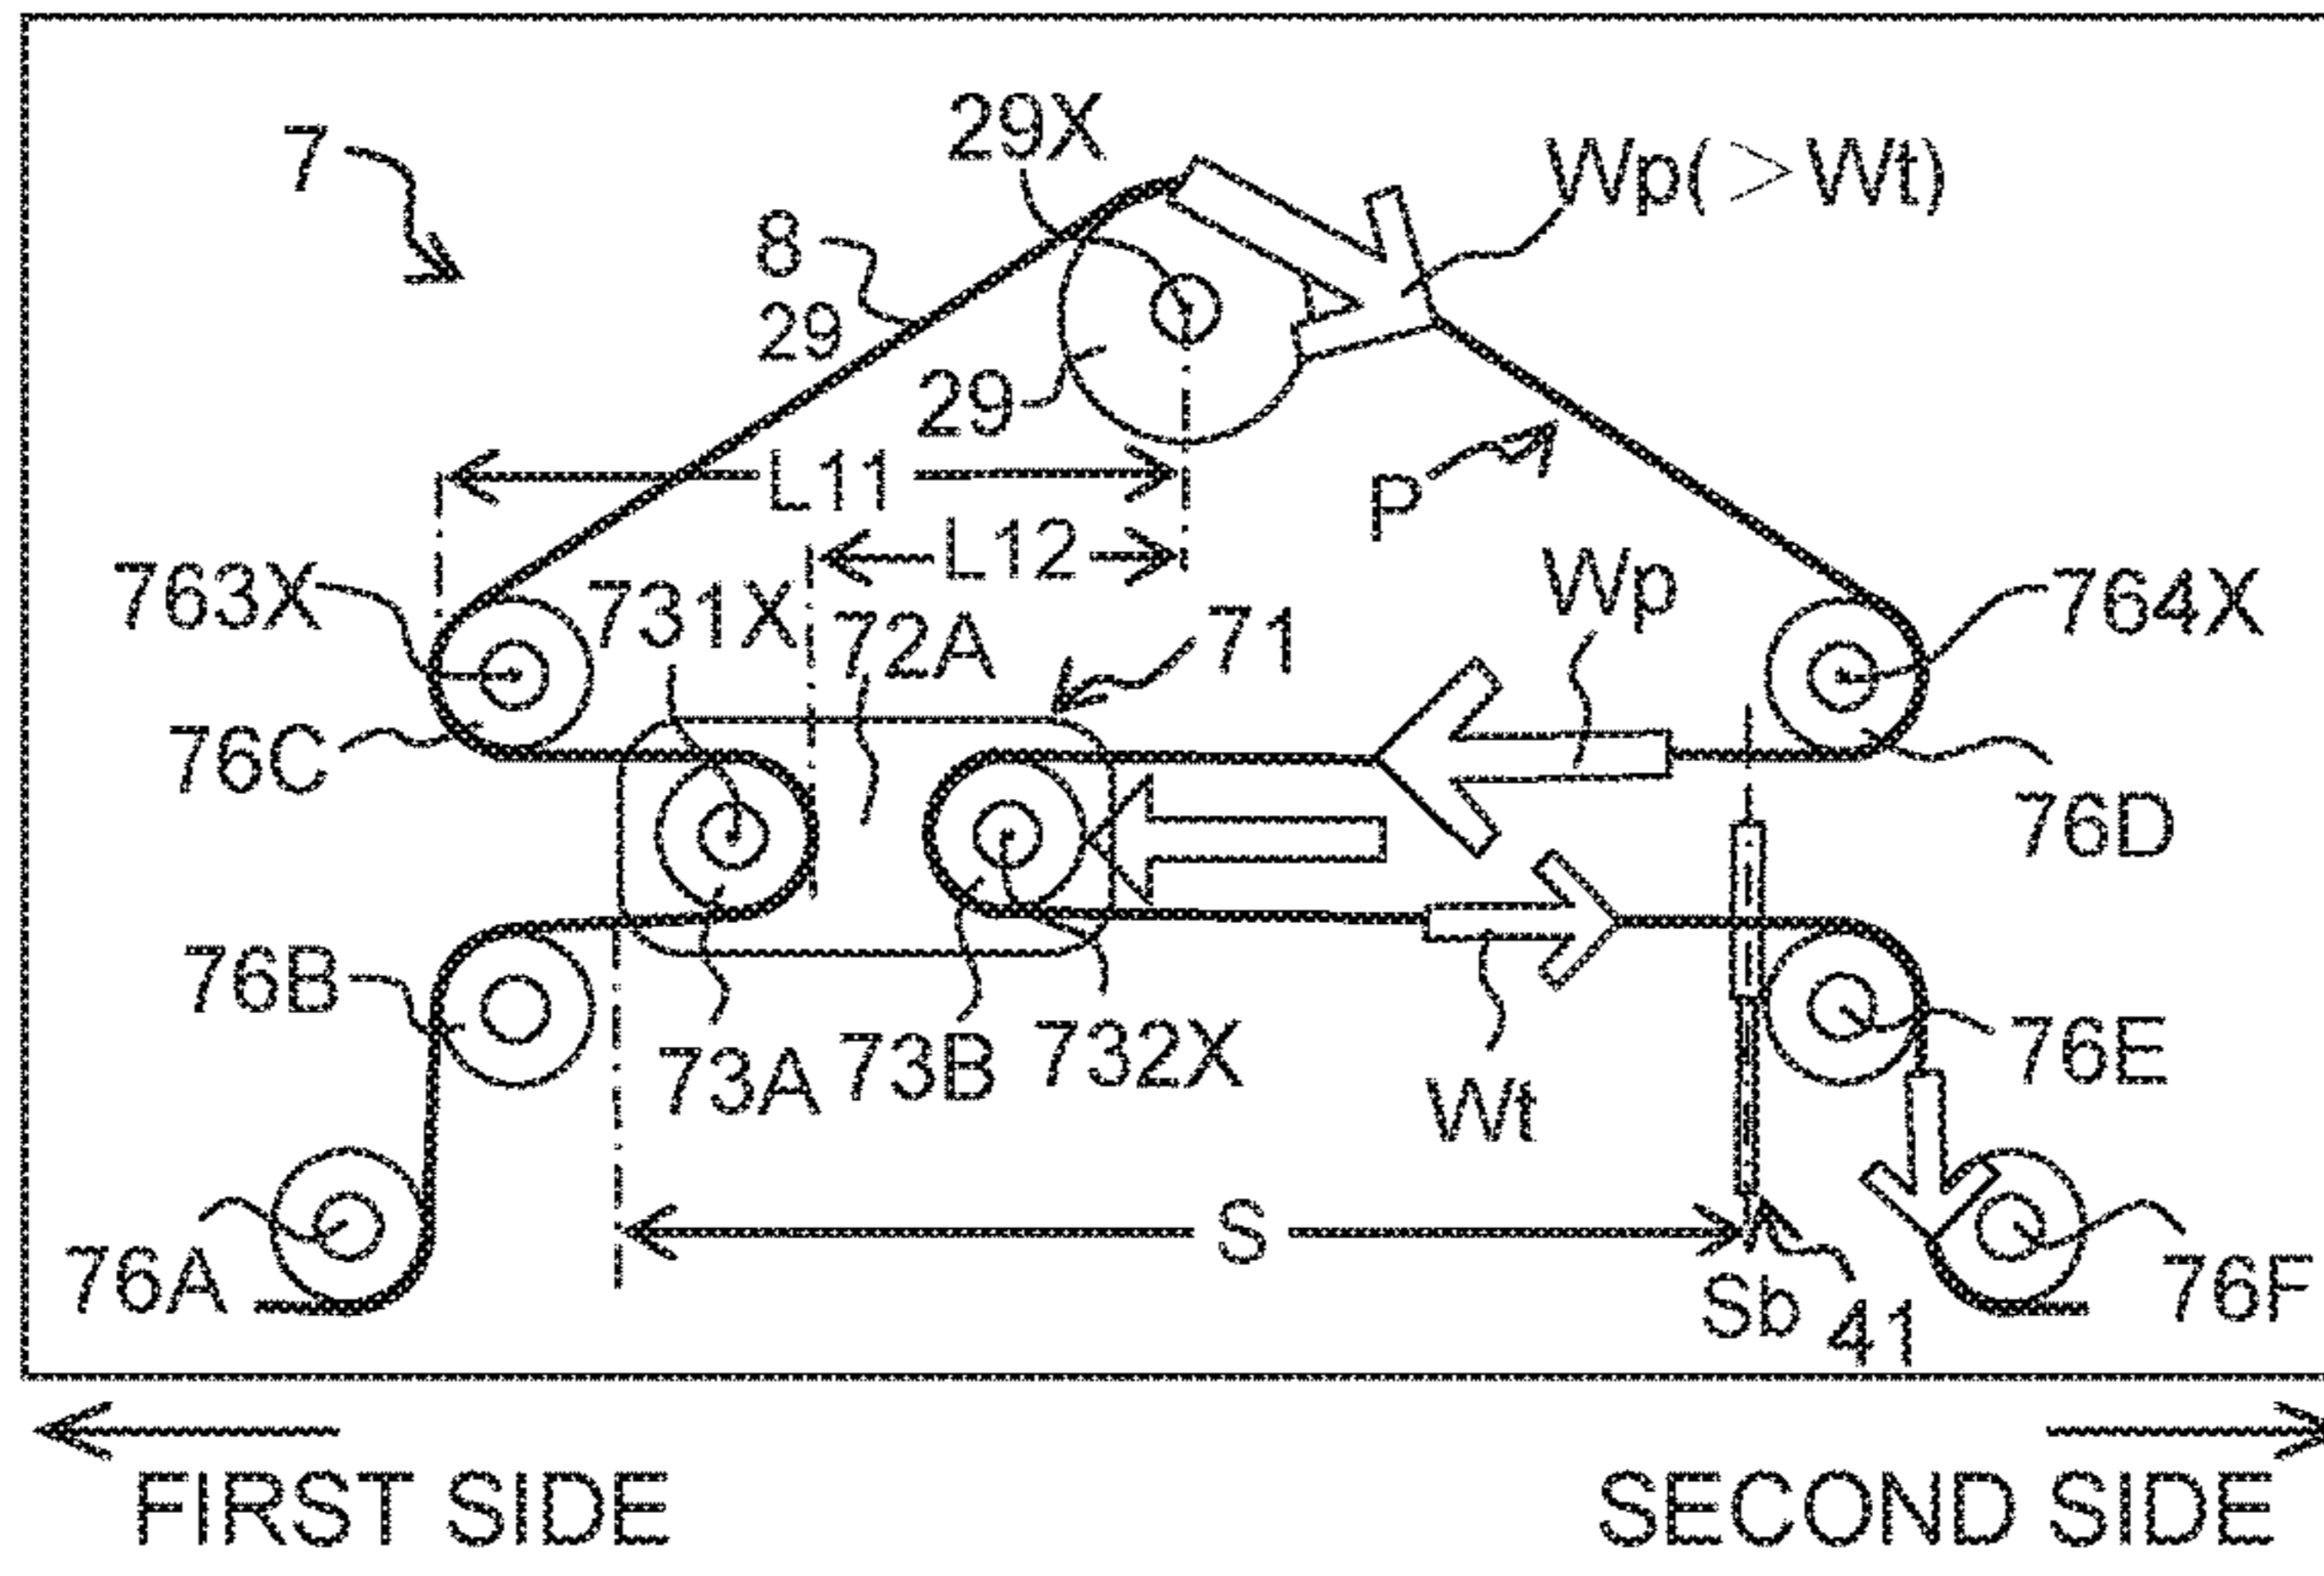 29X
7
Wp(>Wt)
8
29
29
L11
P
L12
763X
731X
72A
71
Wp
764X
76C
76D
76B
73A
73B
732X
76E
Wt
S
76A
Sb
41
76F
FIRST SIDE
SECOND SIDE